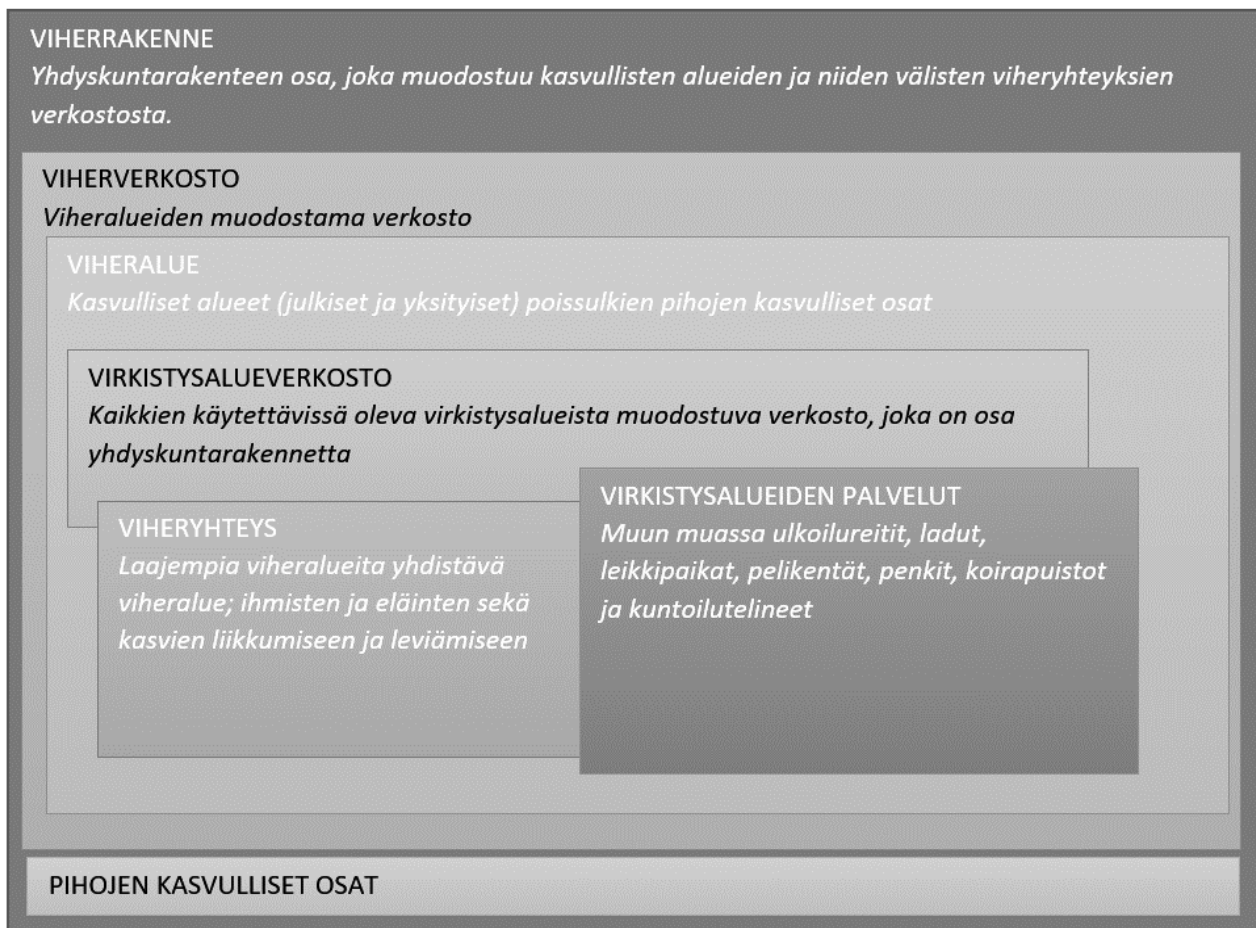 VIHERRAKENNE
Yhdyskuntarakenteen osa, joka muodostuu kasvullisten alueiden ja niiden välisten viheryhteyksien
verkostosta.
VIHERVERKOSTO
Viheralueiden muodostama verkosto
VIHERALUE
Kasvulliset alueet (julkiset ja yksityiset) poissulkien pihojen kasvulliset osat
VIRKISTYSALUEVERKOSTO
Kaikkien käytettävissä oleva virkistysalueista muodostuva verkosto, joka on osa
yhdyskuntarakennetta
VIHERYHTEYS
Laajempia viheralueita yhdistävä
viheralue; ihmisten ja eläinten sekä
kasvien liikkumiseen ja leviämiseen
VIRKISTYSALUEIDEN PALVELUT
Muun muassa ulkoilureitit, ladut,
leikkipaikat, pelikentät, penkit, koirapuistot
ja kuntoilutelineet
PIHOJEN KASVULLISET OSAT